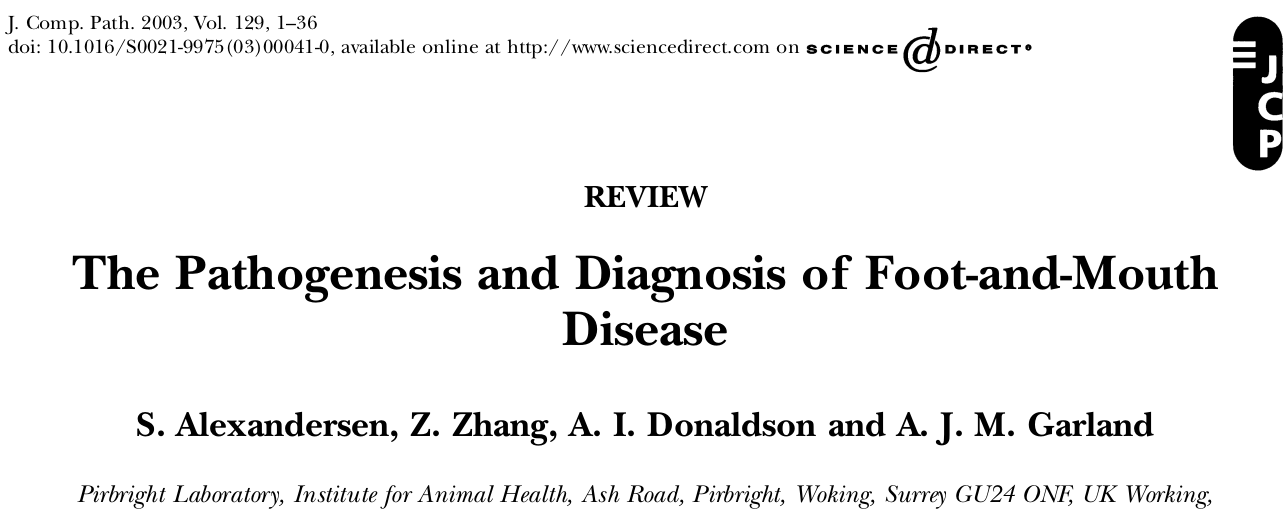 J. Comp. Path. 2003, Vol. 129, 1–36
doi: 10.1016/S0021-9975(03)00041-0, available online at http://www.sciencedirect.com on SCIENCE @ DIRECT®
JCP
REVIEW
The Pathogenesis and Diagnosis of Foot-and-Mouth
Disease
S. Alexandersen, Z. Zhang, A. I. Donaldson and A. J. M. Garland
Pirbright Laboratory, Institute for Animal Health, Ash Road, Pirbright, Woking, Surrey GU24 ONF, UK Working,